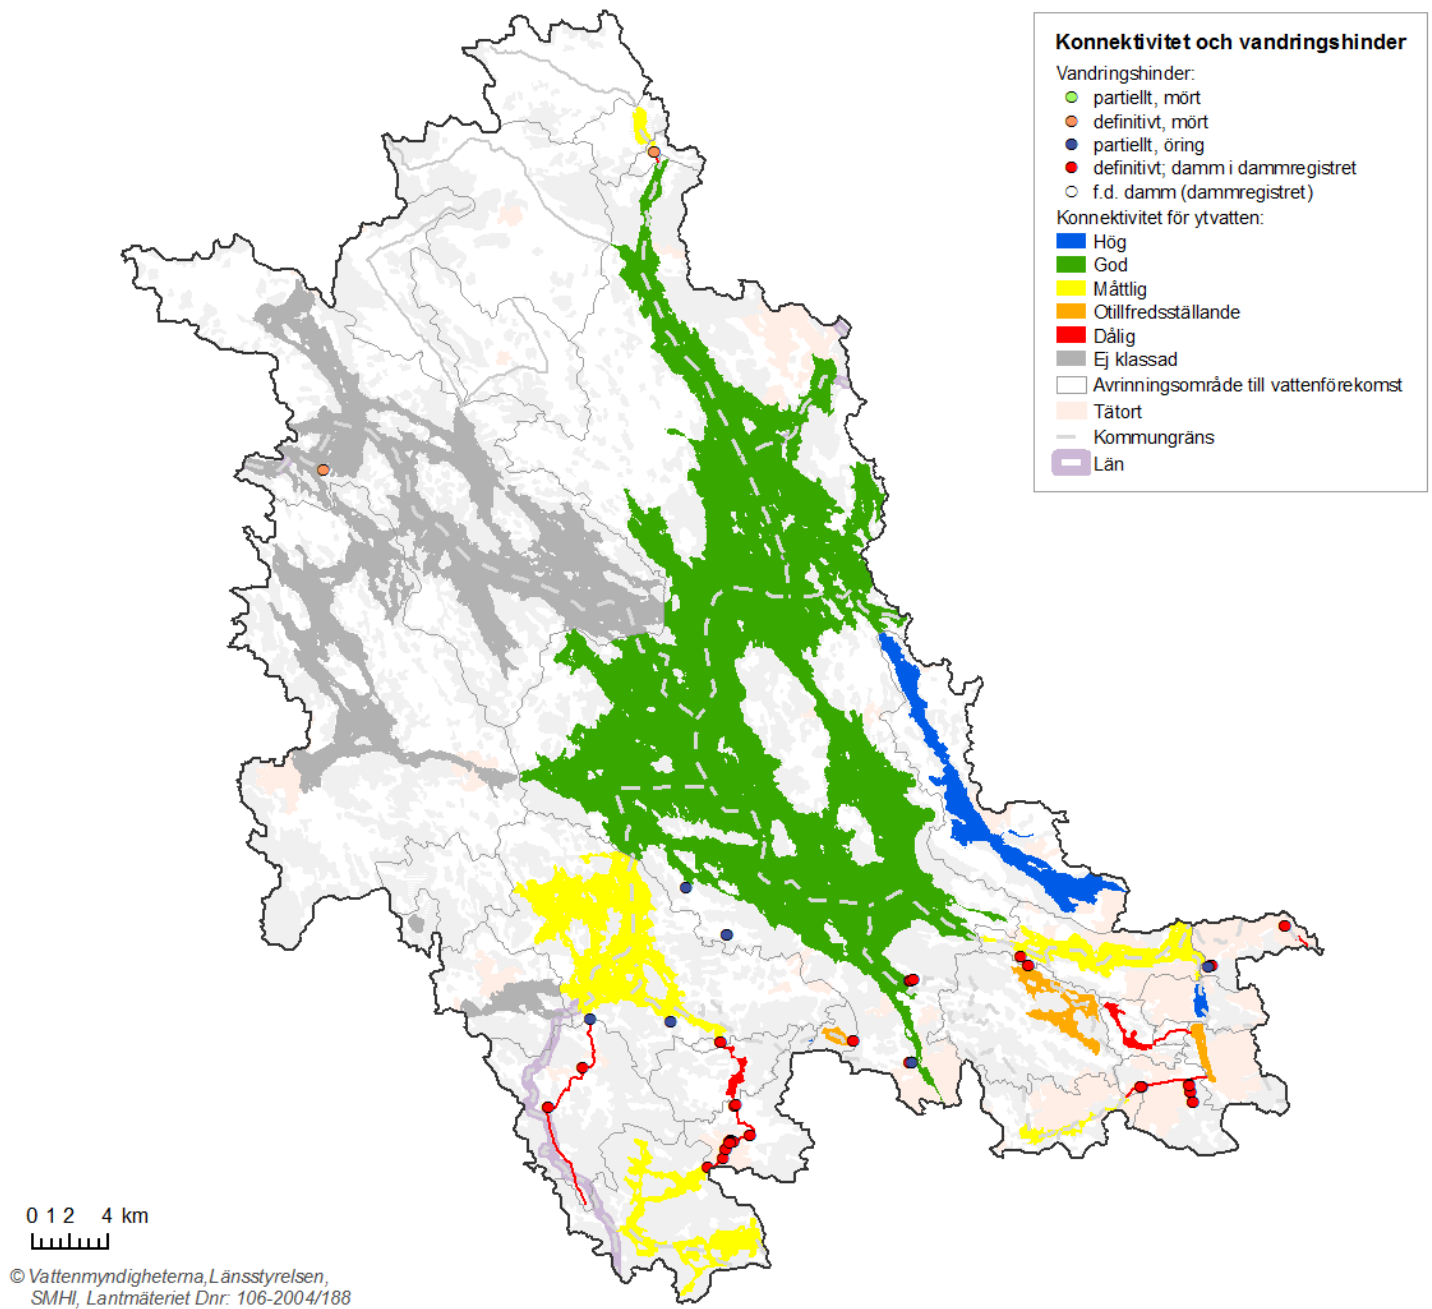 Konnektivitet och vandringshinder
Vandringshinder:
partiellt, mört
definitivt, mört
partiellt, öring
definitivt; damm i dammregistret
f.d. damm (dammregistret)
Konnektivitet för ytvatten:
Hög
God
Måttlig
Otillfredsställande
Dålig
Ej klassad
Avrinningsområde till vattenförekomst
Tätort
Kommungräns
Län
0 1 2 4 km
© Vattenmyndigheterna,Länsstyrelsen,
SMHI, Lantmäteriet Dnr: 106-2004/188